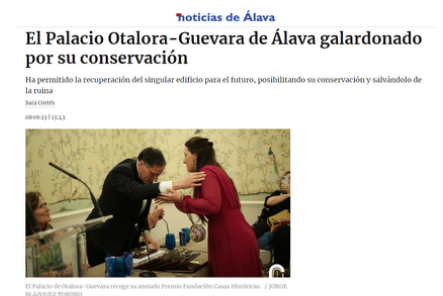 noticias de Álava
El Palacio Otalora-Guevara de Álava galardonado
por su conservación
Ha permitido la recuperación del singular edificio para el futuro, posibilitando su conservación y salvándolo de
la ruina
Sara Cortés
08·06·23 / 13:43
El Palacio de Otalora-Guevara recoge su ansiado Premio Fundación Casas Históricas. / JORGE
BLÁZQUEZ TORIBIO